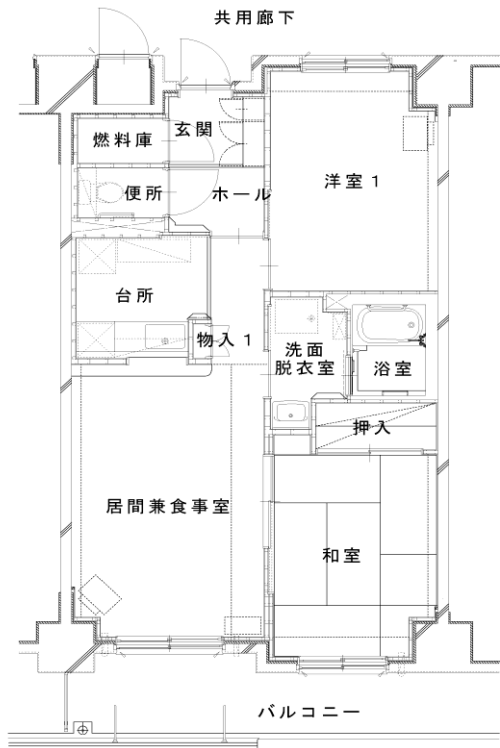 共用廊下
玄関
燃料庫
便所
ホール
洋室1
台所
物入1
洗面
脱衣室
浴室
押入
居間兼食事室
和室
バルコニー